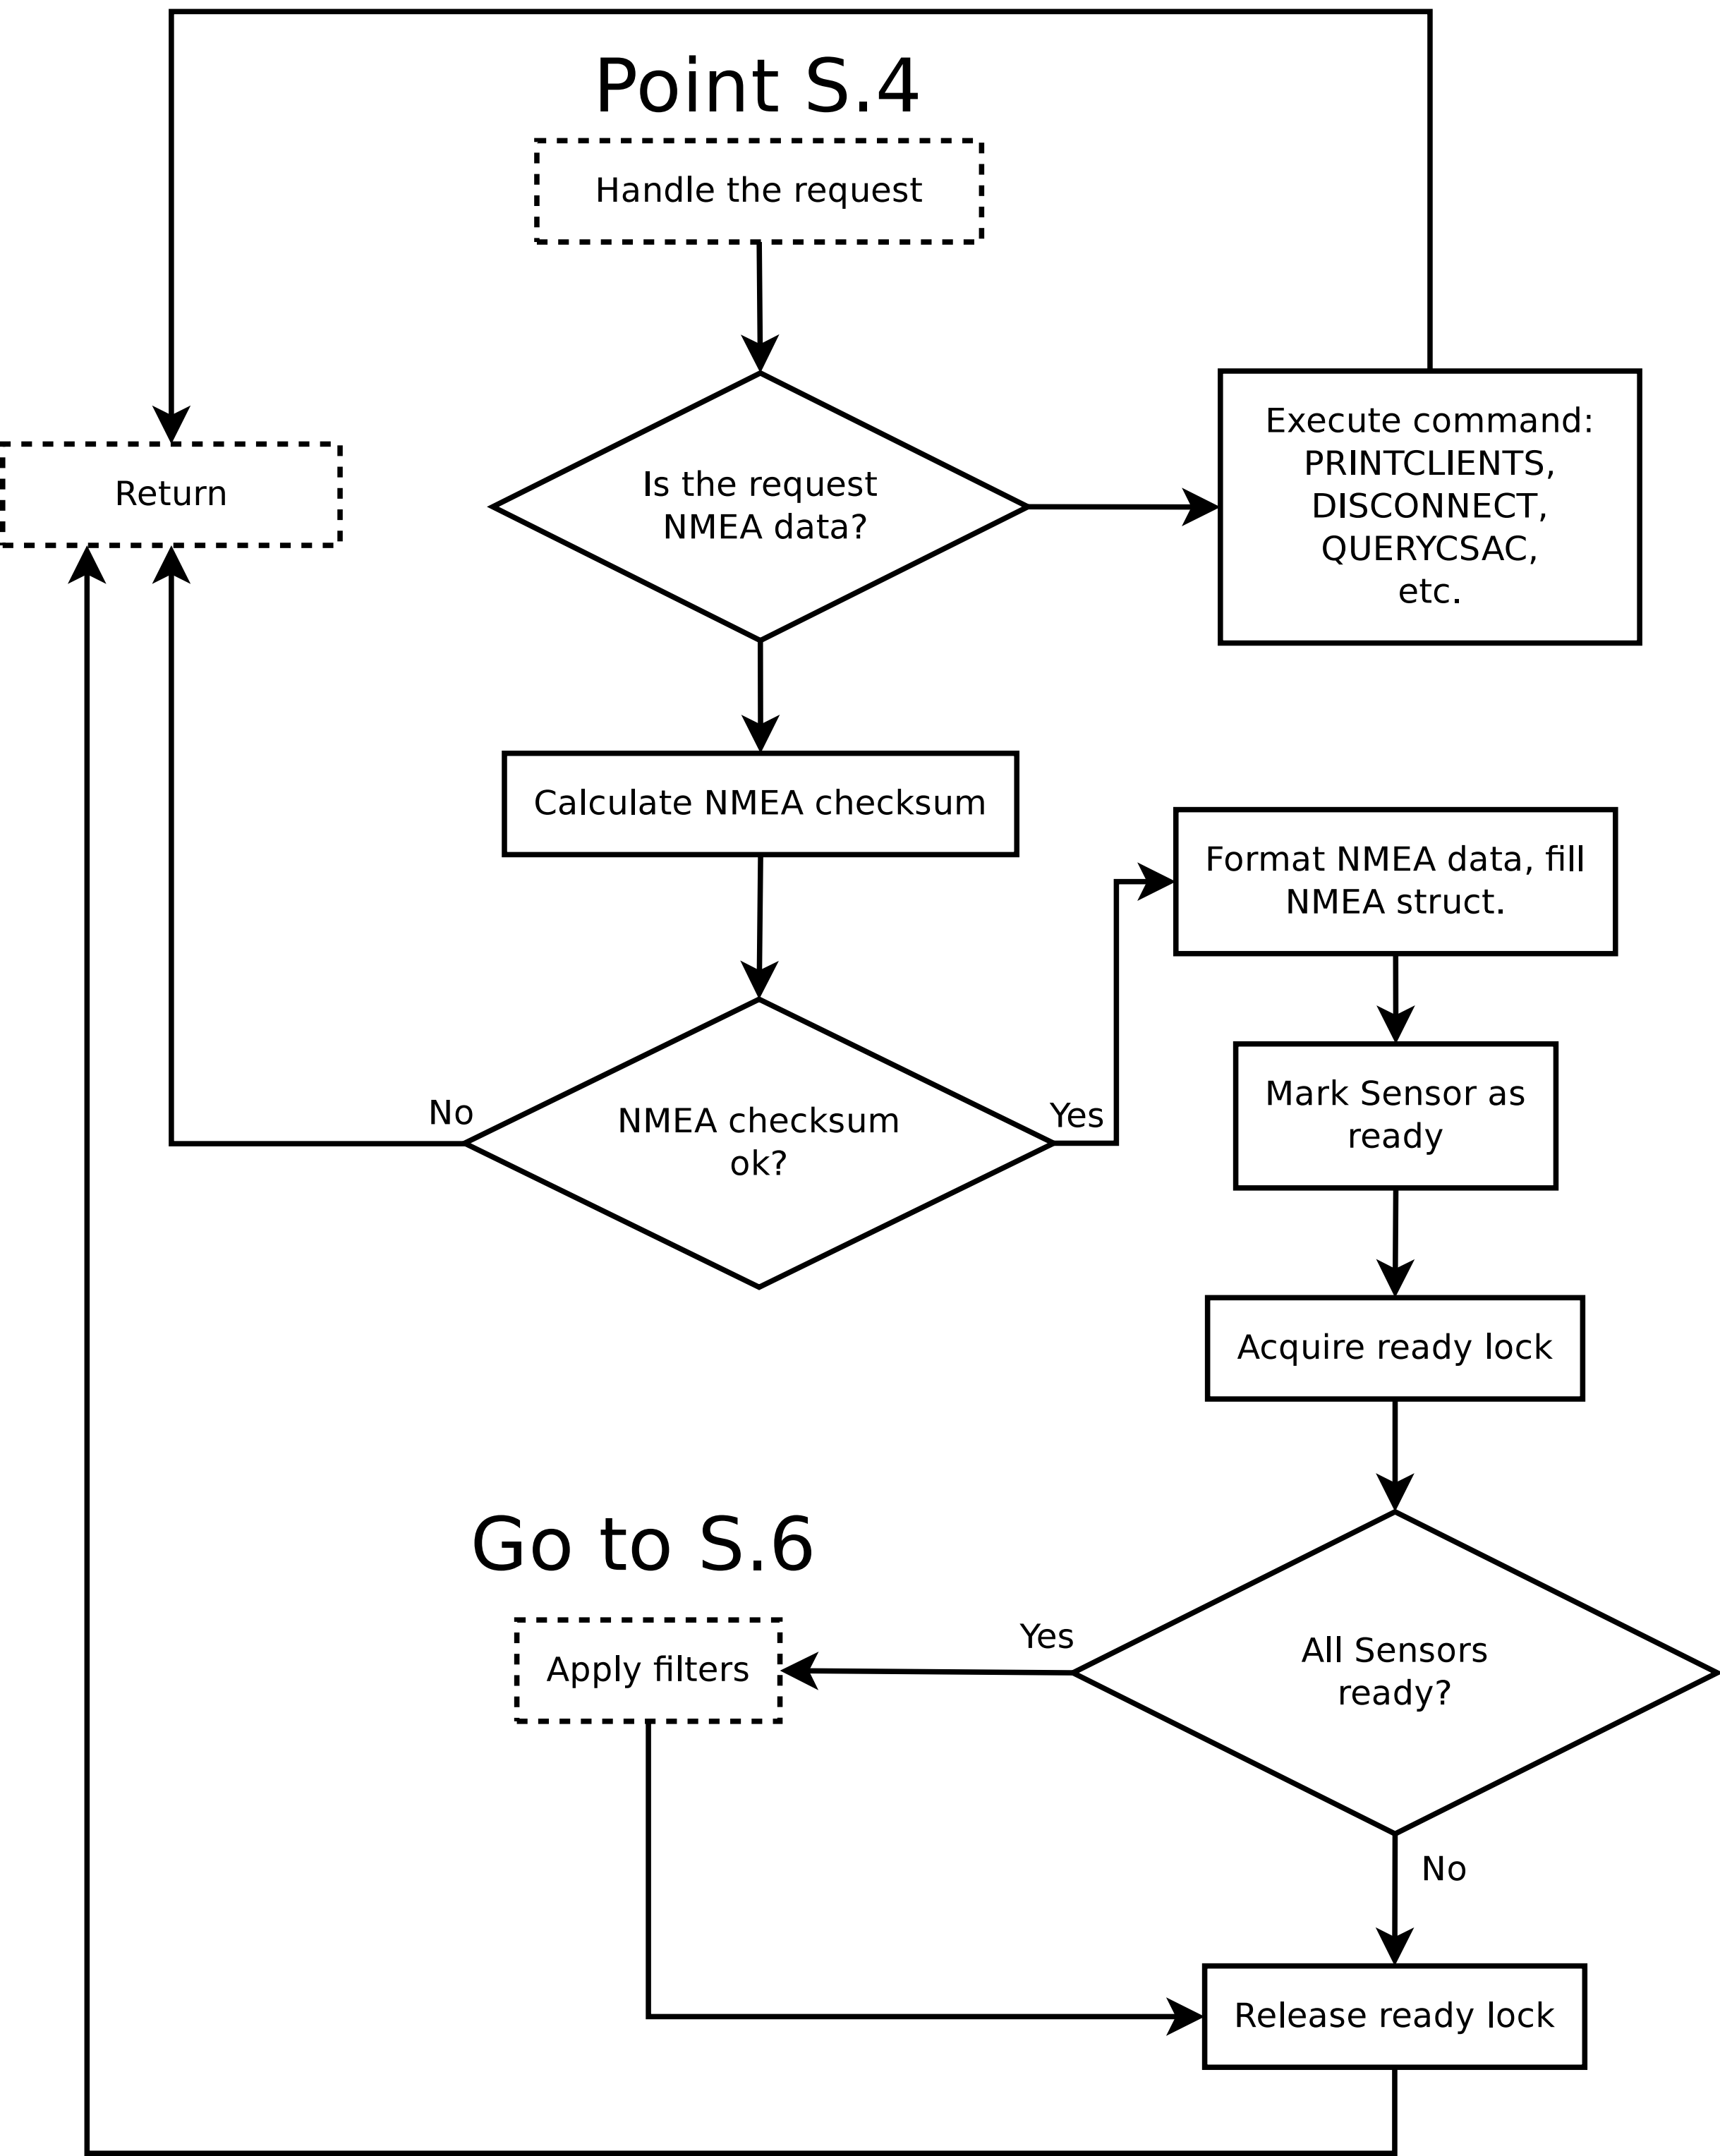 Point S.4
Handle the request
Return
Is the request
NMEA data?
Execute command:
PRINTCLIENTS,
DISCONNECT,
QUERYCSAC,
etc.
Calculate NMEA checksum
Format NMEA data, fill
NMEA struct.
No
NMEA checksum
ok?
Yes
Mark Sensor as
ready
Acquire ready lock
Go to S.6
Apply filters
Yes
All Sensors
ready?
No
Release ready lock